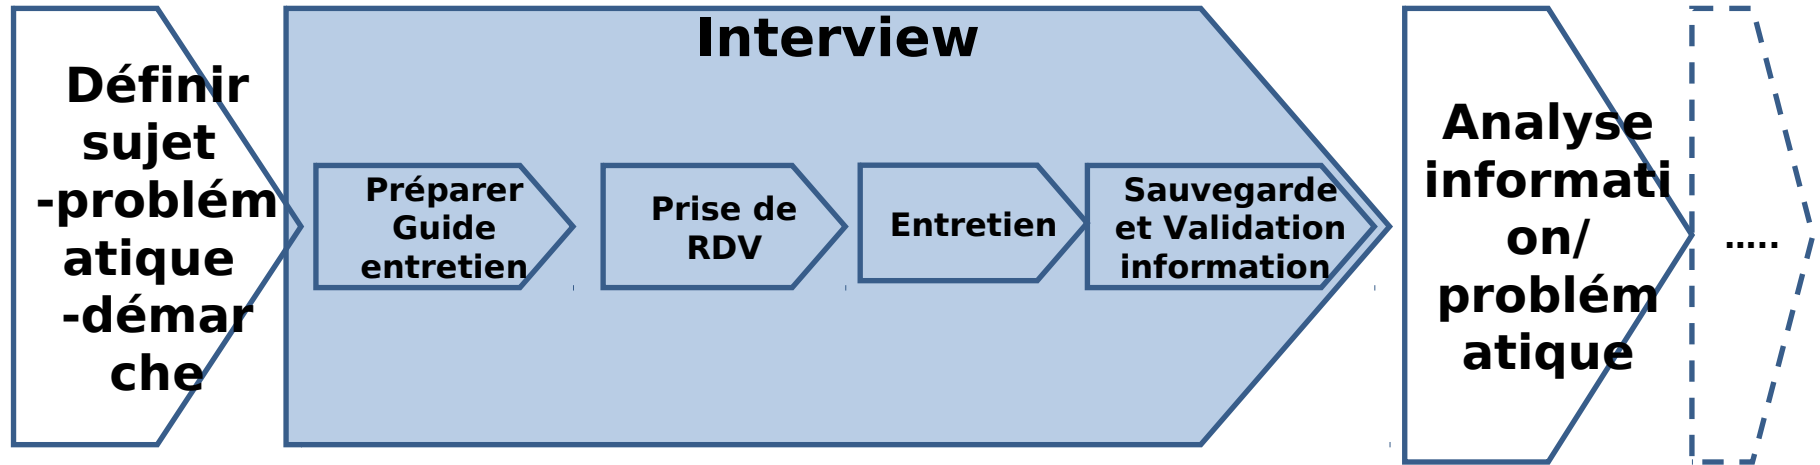 Définir
sujet
-problém
atique
-démar
che
Interview
Préparer
Guide
entretien
Prise de
RDV
Entretien
Sauvegarde
et Validation
information
Analyse
informati
on/
problém
atique
…..